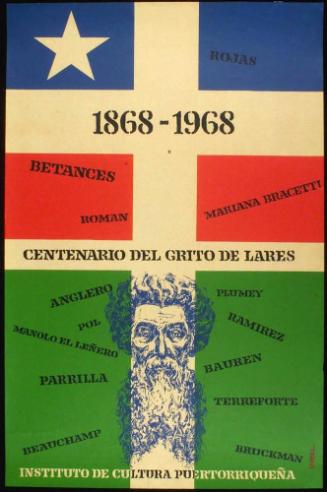 ROJAS
1868-1968
BETANCES
MARIANA BRACETTI
ROMAN
CENTENARIO DEL GRITO DE LARES
ANGLERO
PLUMEY
POL
RAMIREZ
MANOLO EL LEÑERO
BAUREN
PARRILLA
TERREFORTE
BEAUCHAMP
BRUCKMAN
INSTITUTO DE CULTURA PUERTORRIQUEÑA